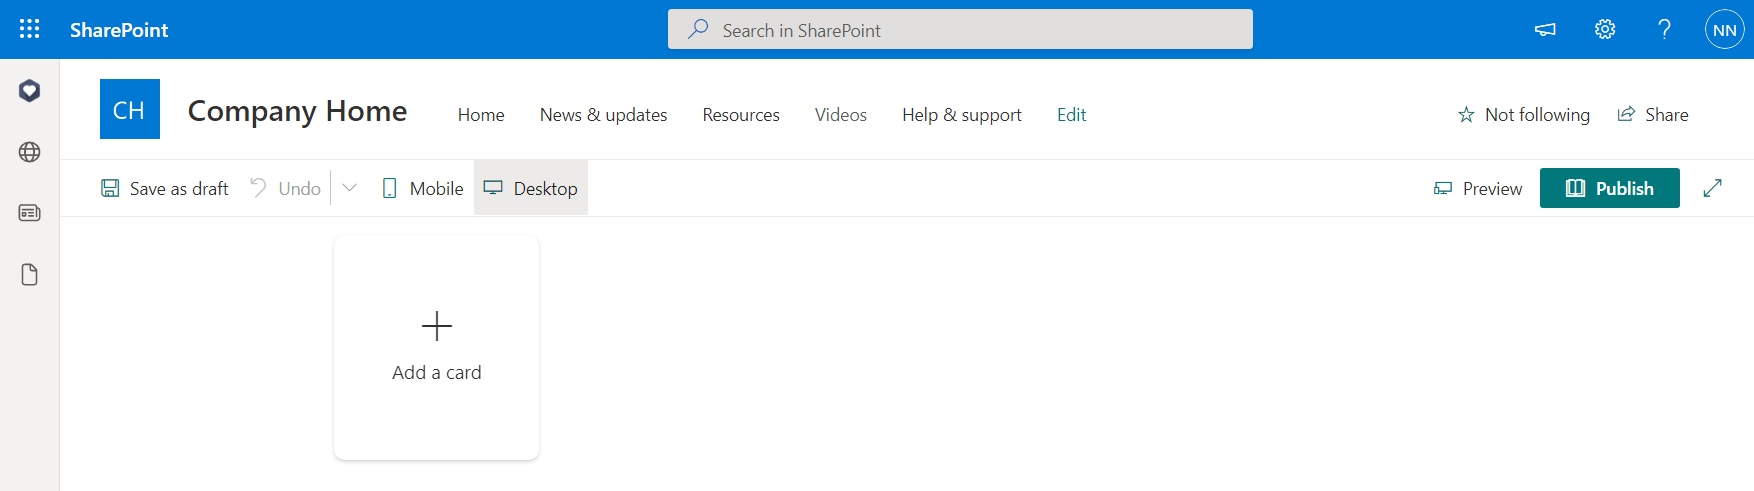 SharePoint Search in SharePoint NN
CH Company Home Home News & updates Resources Videos Help & support Edit Not following Share
Save as draft Undo Mobile Desktop Preview Publish
Add a card